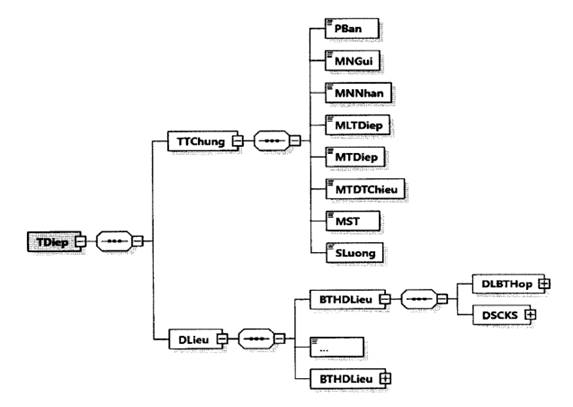 PBan
MNGui
MNNhan
MLTDiep
TTChung
MTDiep
MTDTChieu
MST
TDiep
SLuong
DLBTHop
BTHDLieu
DSCKS
DLieu
...
BTHDLieu